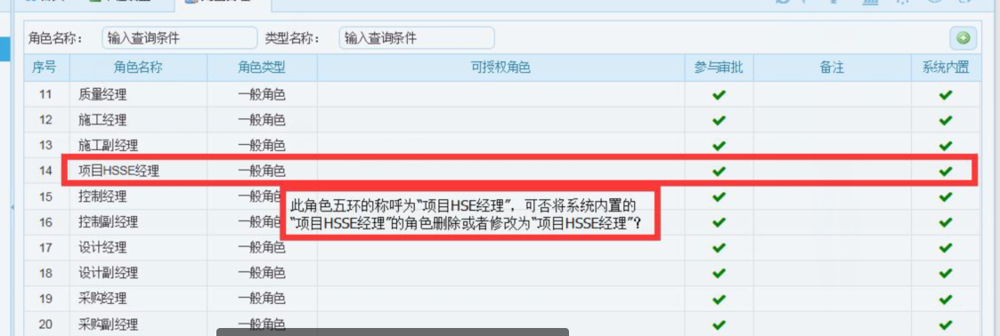 角色名称： 输入查询条件 类型名称： 输入查询条件
序号 角色名称 角色类型 可授权角色 参与审批 备注 系统内置
11 质量经理 一般角色
12 施工经理 一般角色
13 施工副经理 一般角色
14 项目HSSE经理 一般角色
15 控制经理 一般角色
此角色五环的称呼为“项目HSE经理”，可否将系统内置的
“项目HSSE经理”的角色删除或者修改为“项目HSSE经理”？
16 控制副经理 一般角色
17 设计经理 一般角色
18 设计副经理 一般角色
19 采购经理 一般角色
20 采购副经理 一般角色